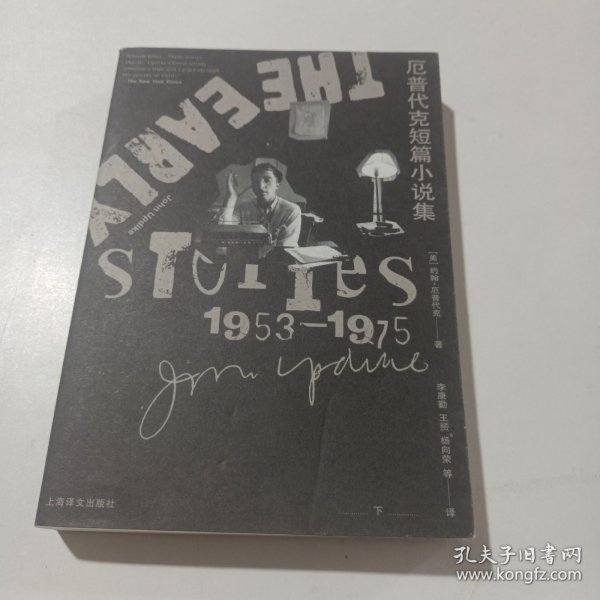 THE EARLY
John Updike
stories
1953—1975
John Updike
厄普代克短篇小说集
[美]约翰·厄普代克——著
李康勤 王赟 杨向荣 等——译
下
上海译文出版社
—The New York Times
孔夫子旧书网
www.kongfz.com